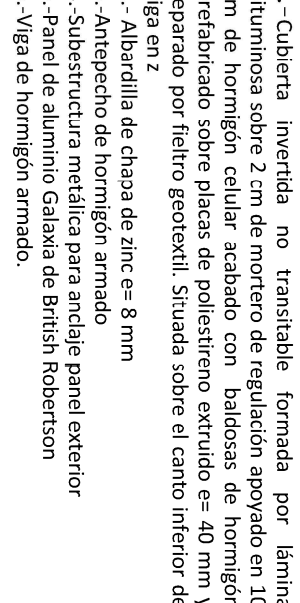 .-Cubierta invertida no transitable formada por lámina
ituminosa sobre 2 cm de mortero de regulación apoyado en 10
m de hormigón celular acabado con baldosas de hormigón
refabricado sobre placas de poliestireno extruido e= 40 mm y
eparado por fieltro geotextil. Situada sobre el canto inferior de
iga en z
.- Albardilla de chapa de zinc e= 8 mm
.-Antepecho de hormigón armado
.-Subestructura metálica para anclaje panel exterior
.-Panel de aluminio Galaxia de British Robertson
.-Viga de hormigón armado.